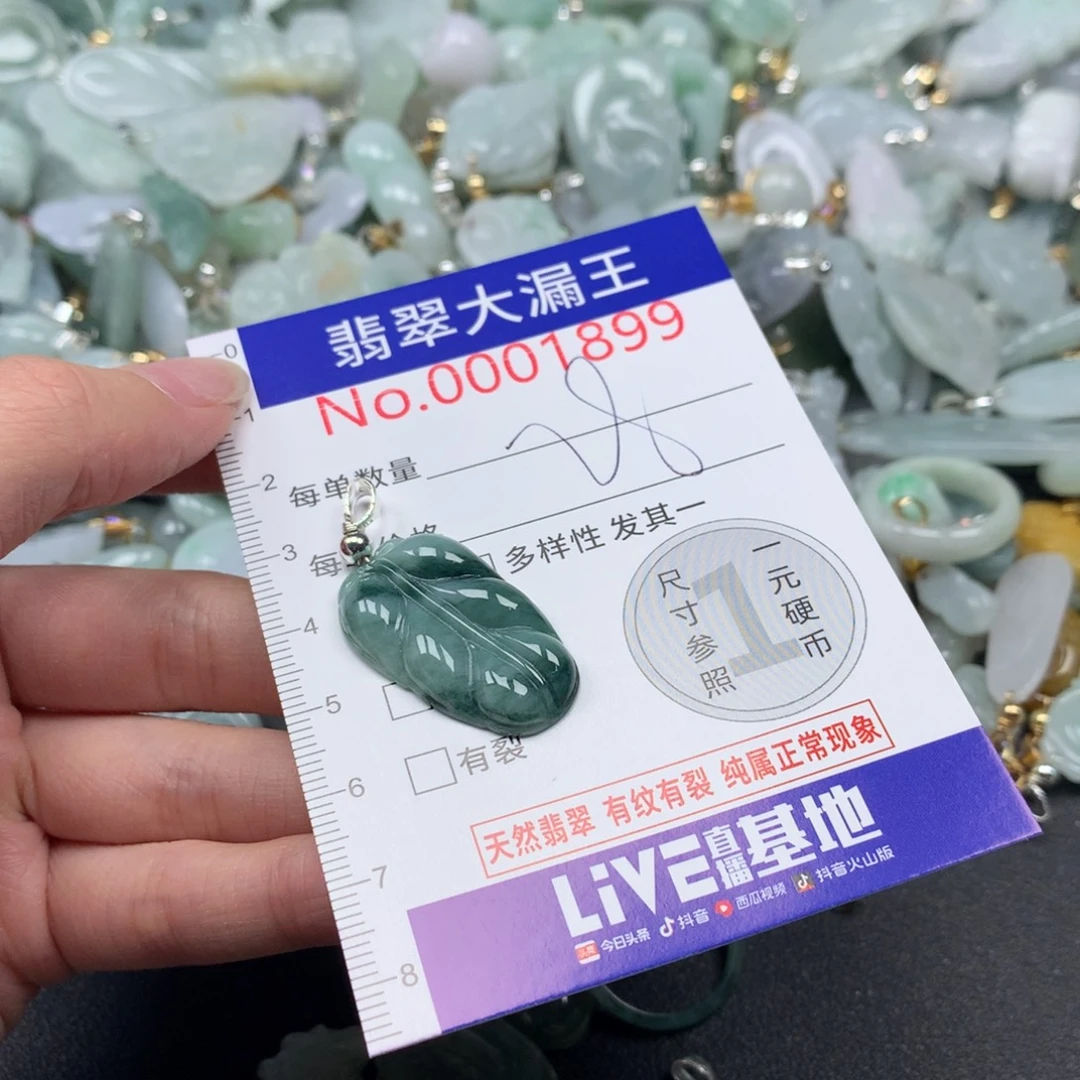 翡翠大漏王
No.0001899
0
1
2
3
4
5
6
7
8
每单数量
每
多样性 发其一
尺寸参照
1
一元硬币
有裂
天然翡翠 有纹有裂 纯属正常现象
LiVE直播基地
头条 今日头条 抖音 西瓜视频 抖音火山版